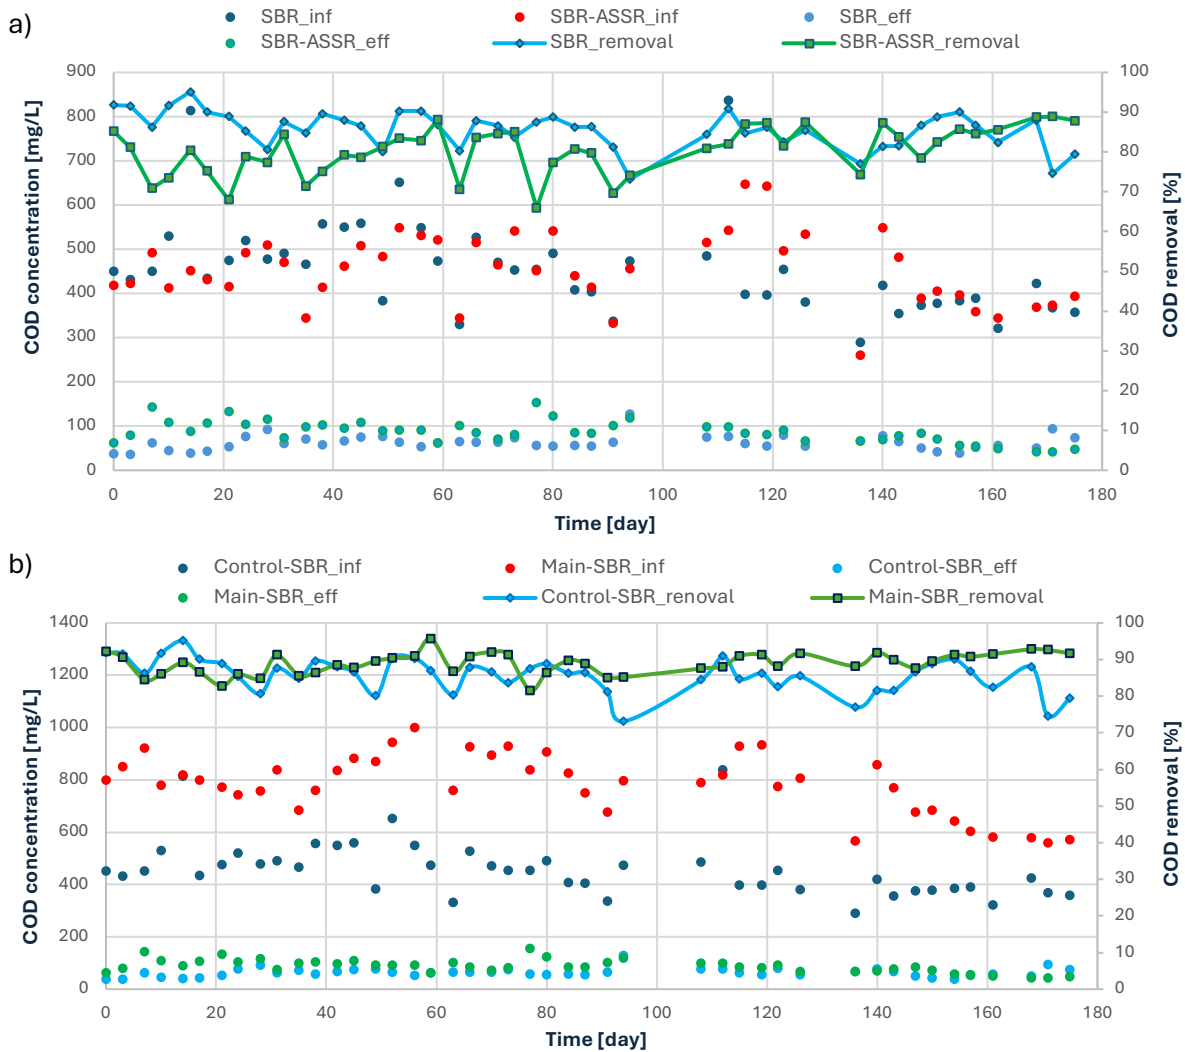 a)
SBR_inf SBR-ASSR_inf SBR_eff
SBR-ASSR_eff SBR_removal SBR-ASSR_removal
COD concentration [mg/L]
900
800
700
600
500
400
300
200
100
0
100
90
80
70
60
50
40
30
20
10
0
COD removal [%]
0 20 40 60 80 100 120 140 160 180
Time [day]
b)
Control-SBR_inf Main-SBR_inf Control-SBR_eff
Main-SBR_eff Control-SBR_renoval Main-SBR_removal
COD concentration [mg/L]
1400
1200
1000
800
600
400
200
0
100
90
80
70
60
50
40
30
20
10
0
COD removal [%]
0 20 40 60 80 100 120 140 160 180
Time [day]